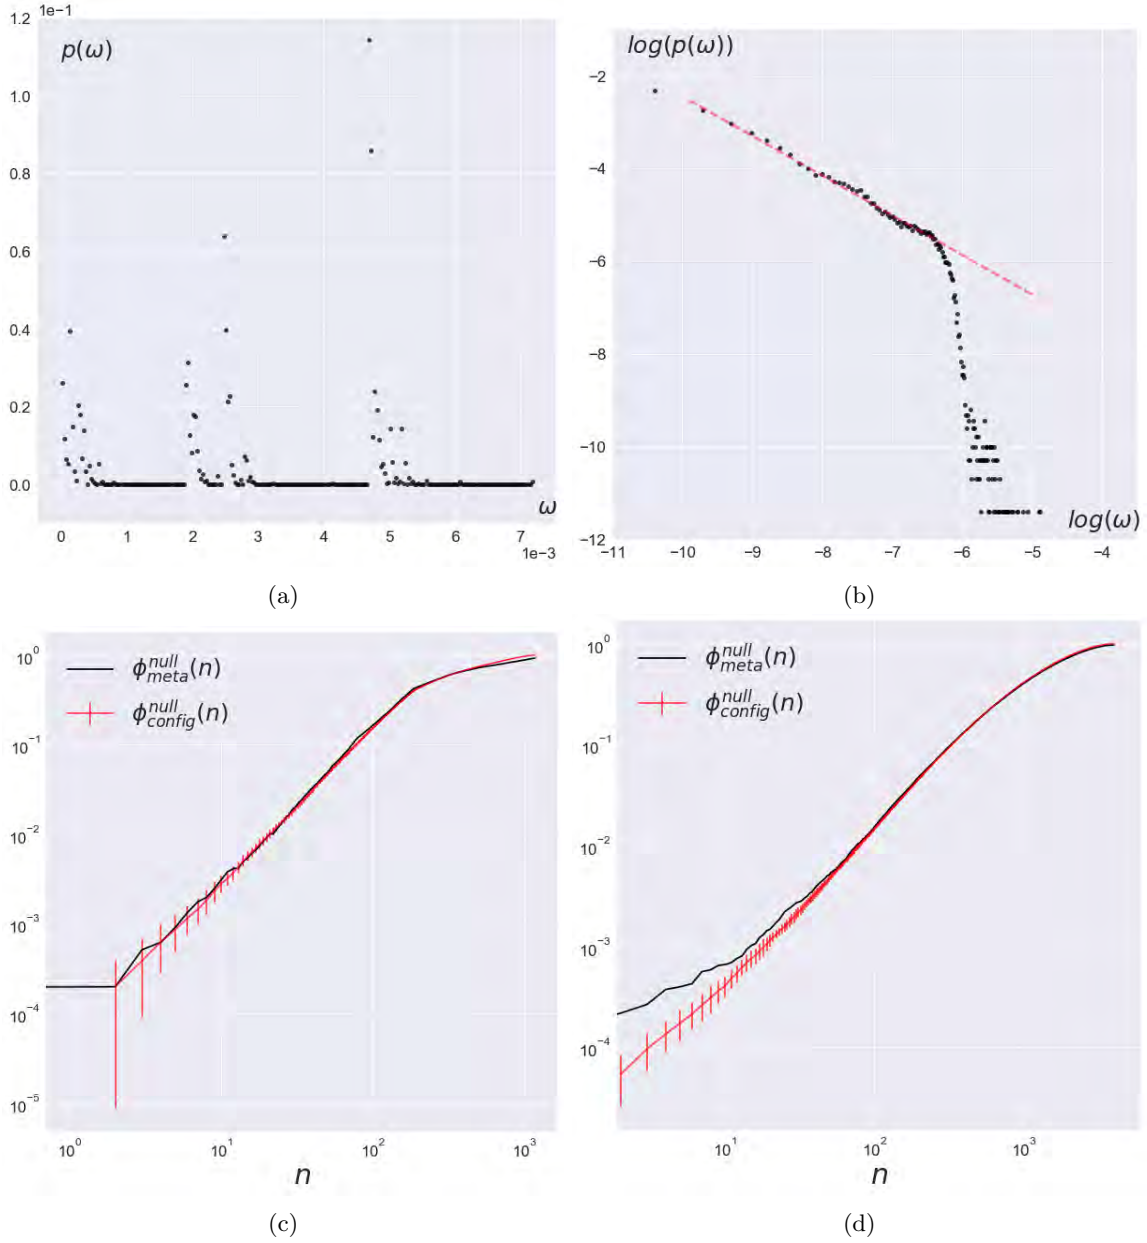 1e−1
1.2
p(ω)
1.0
0.8
0.6
0.4
0.2
0.0
ω
0 1 2 3 4 5 6 7
1e−3
(a)
log(p(ω))
−2
−4
−6
−8
−10
−12
log(ω)
−11 −10 −9 −8 −7 −6 −5 −4
(b)
10^0
10^−1
10^−2
10^−3
10^−4
10^−5
ϕ^null_meta(n)
ϕ^null_config(n)
10^0 10^1 10^2 10^3
n
(c)
10^0
10^−1
10^−2
10^−3
10^−4
ϕ^null_meta(n)
ϕ^null_config(n)
10^1 10^2 10^3
n
(d)